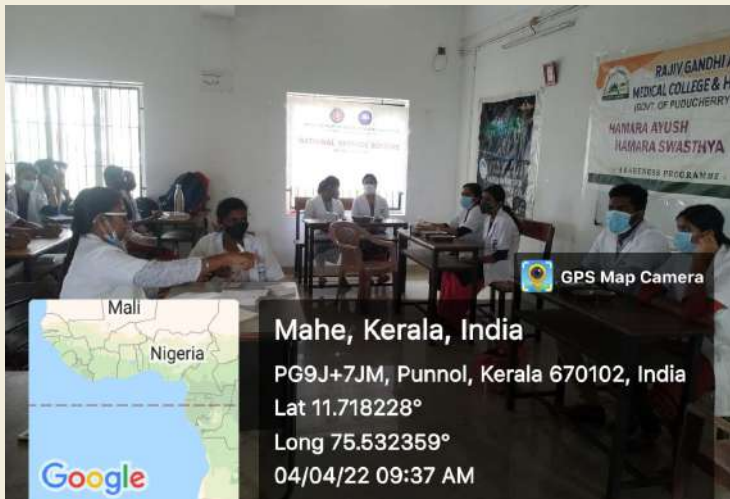 RAJIV GANDHI A
MEDICAL COLLEGE & H
(GOVT. OF PUDUCHERRY
HAMARA AYUSH
HAMARA SWASTHYA
AWARENESS PROGRAMME
NATIONAL SERVICE SCHEME
GPS Map Camera
Mali
Nigeria
Google
Mahe, Kerala, India
PG9J+7JM, Punnol, Kerala 670102, India
Lat 11.718228°
Long 75.532359°
04/04/22 09:37 AM